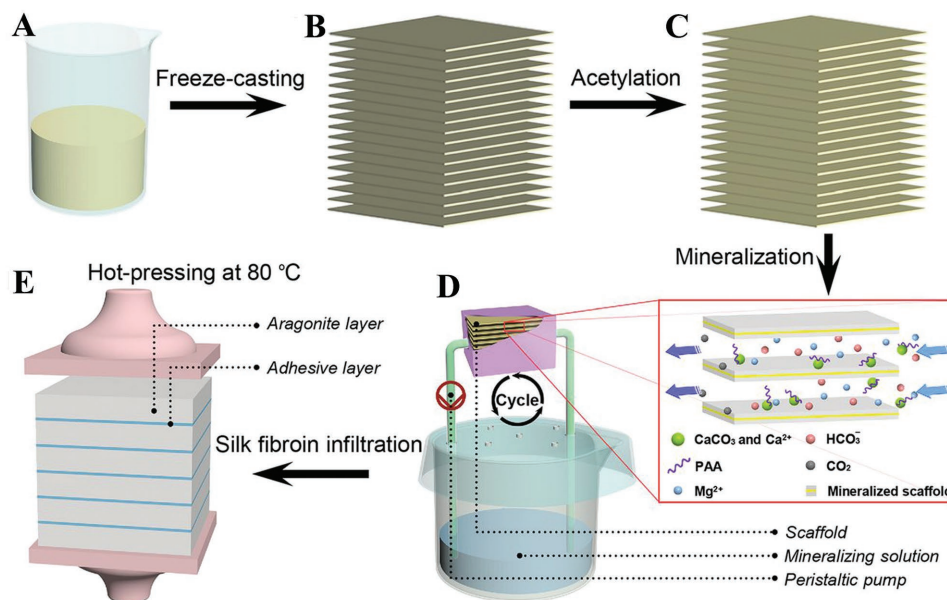 A
Freeze-casting
B
Acetylation
C
Mineralization
D
Cycle
CaCO₃ and Ca²⁺
HCO₃⁻
PAA
CO₂
Mg²⁺
Mineralized scaffold
Scaffold
Mineralizing solution
Peristaltic pump
Silk fibroin infiltration
E
Hot-pressing at 80 °C
Aragonite layer
Adhesive layer